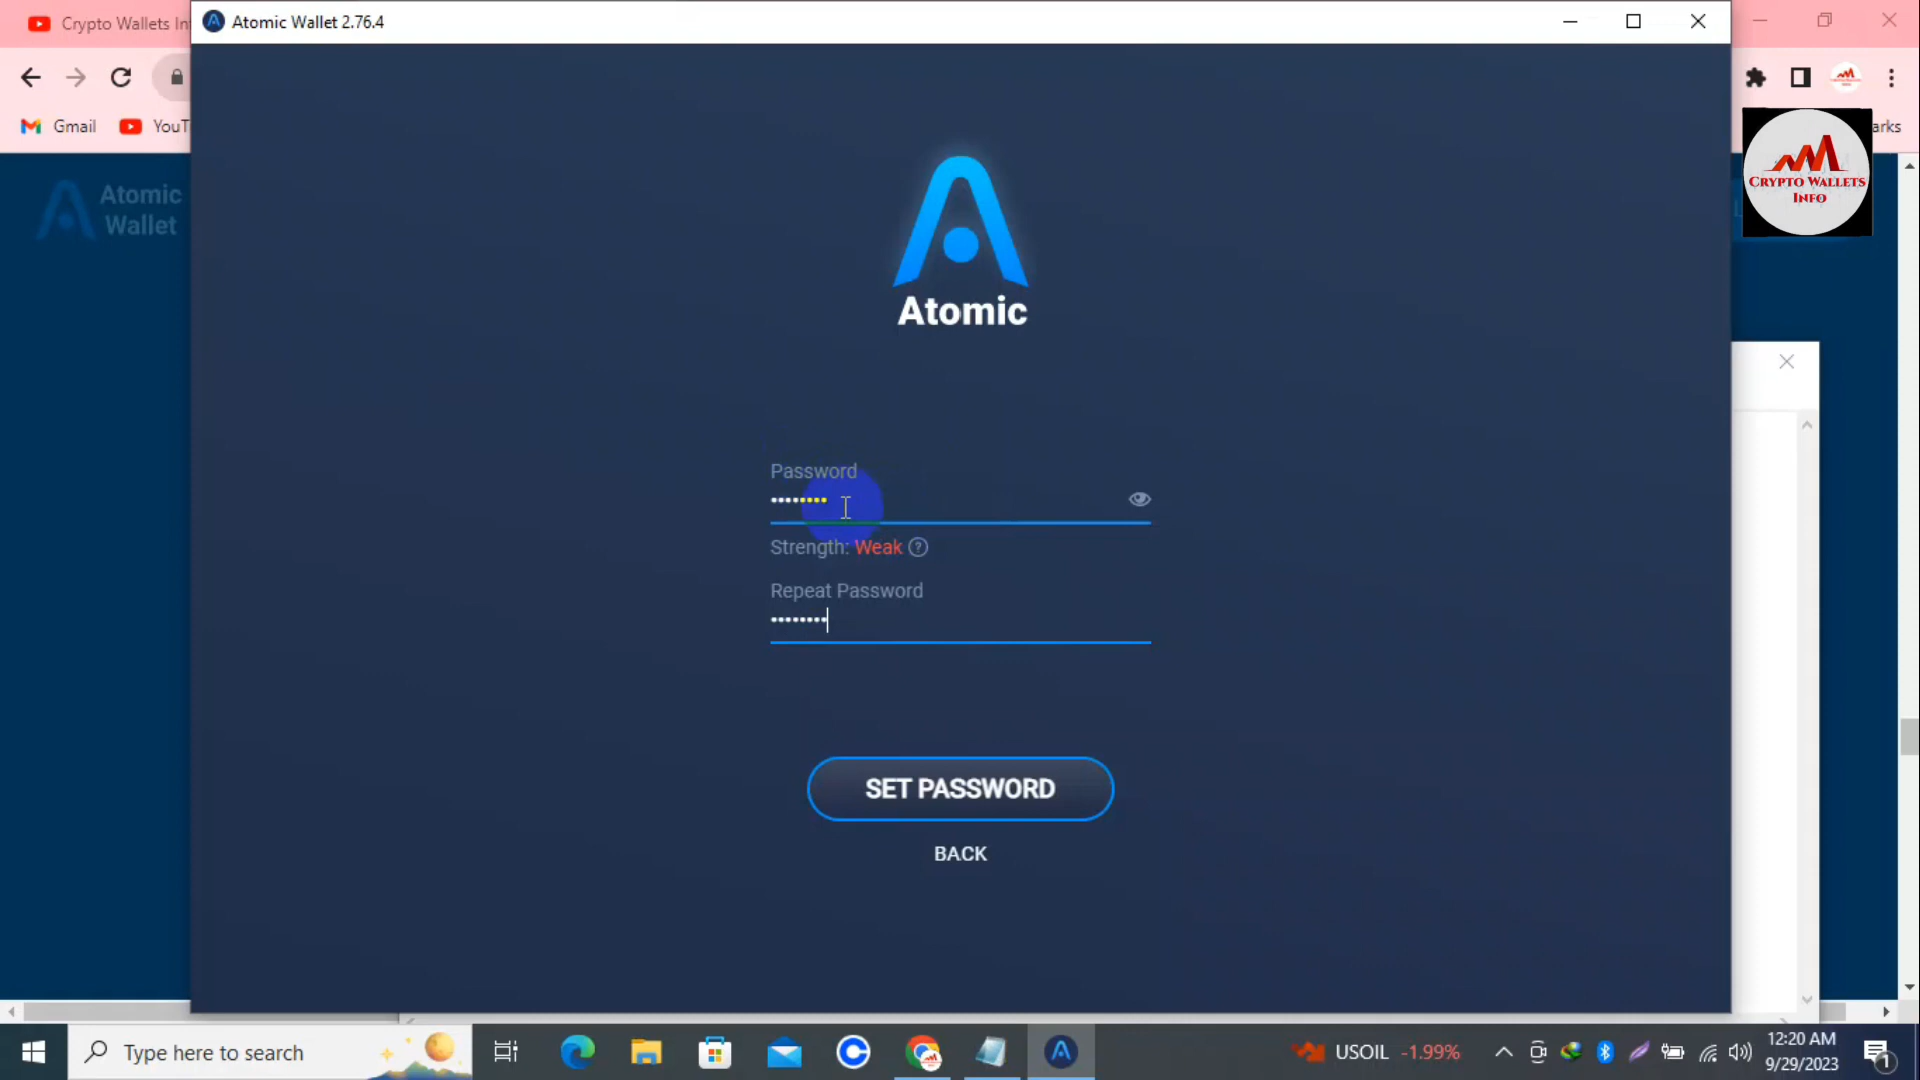 Crypto Wallets In
Atomic Wallet 2.76.4
Gmail
YouT
arks
Atomic
Wallet
CRYPTO WALLETS
INFO
Atomic
Password
••••••••
Strength: Weak
Repeat Password
••••••••
SET PASSWORD
BACK
Type here to search
USOIL -1.99%
12:20 AM
9/29/2023
1